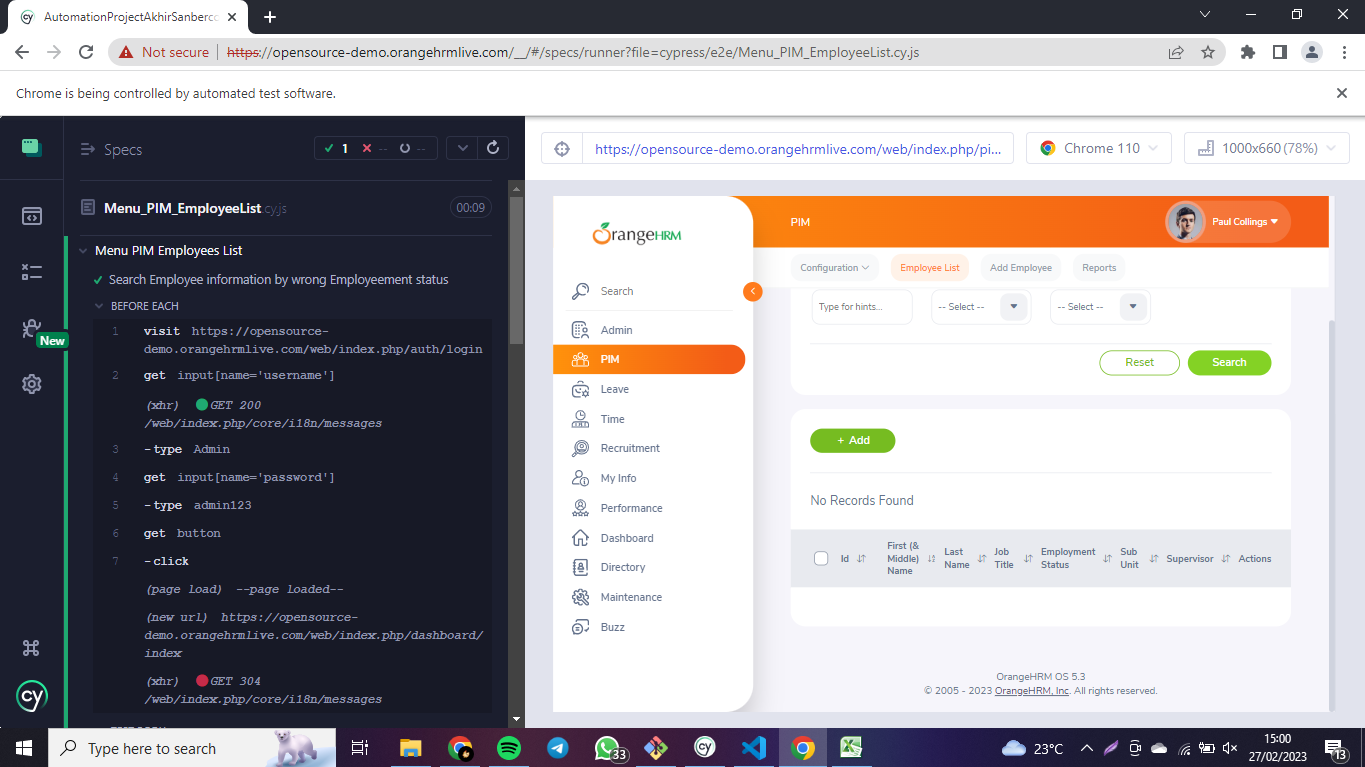 AutomationProjectAkhirSanberc
Not secure
https://opensource-demo.orangehrmlive.com/__/#/specs/runner?file=cypress/e2e/Menu_PIM_EmployeeList.cy.js
Chrome is being controlled by automated test software.
Specs
1 -- --
https://opensource-demo.orangehrmlive.com/web/index.php/pi...
Chrome 110
1000x660 (78%)
Menu_PIM_EmployeeList.cy.js
00:09
Menu PIM Employees List
Search Employee information by wrong Employeement status
BEFORE EACH
1 visit https://opensource-
demo.orangehrmlive.com/web/index.php/auth/login
2 get input[name='username']
(xhr) GET 200
/web/index.php/core/i18n/messages
3 -type Admin
4 get input[name='password']
5 -type admin123
6 get button
7 -click
(page load) --page loaded--
(new url) https://opensource-
demo.orangehrmlive.com/web/index.php/dashboard/
index
(xhr) GET 304
/web/index.php/core/i18n/messages
New
cy
OrangeHRM
Search
Admin
PIM
Leave
Time
Recruitment
My Info
Performance
Dashboard
Directory
Maintenance
Buzz
PIM
Paul Collings
Configuration
Employee List
Add Employee
Reports
Type for hints...
-- Select --
-- Select --
Reset
Search
+ Add
No Records Found
Id
First (&
Middle)
Name
Last
Name
Job
Title
Employment
Status
Sub
Unit
Supervisor
Actions
OrangeHRM OS 5.3
© 2005 - 2023 OrangeHRM, Inc. All rights reserved.
Type here to search
33
cy
23°C
15:00
27/02/2023
13